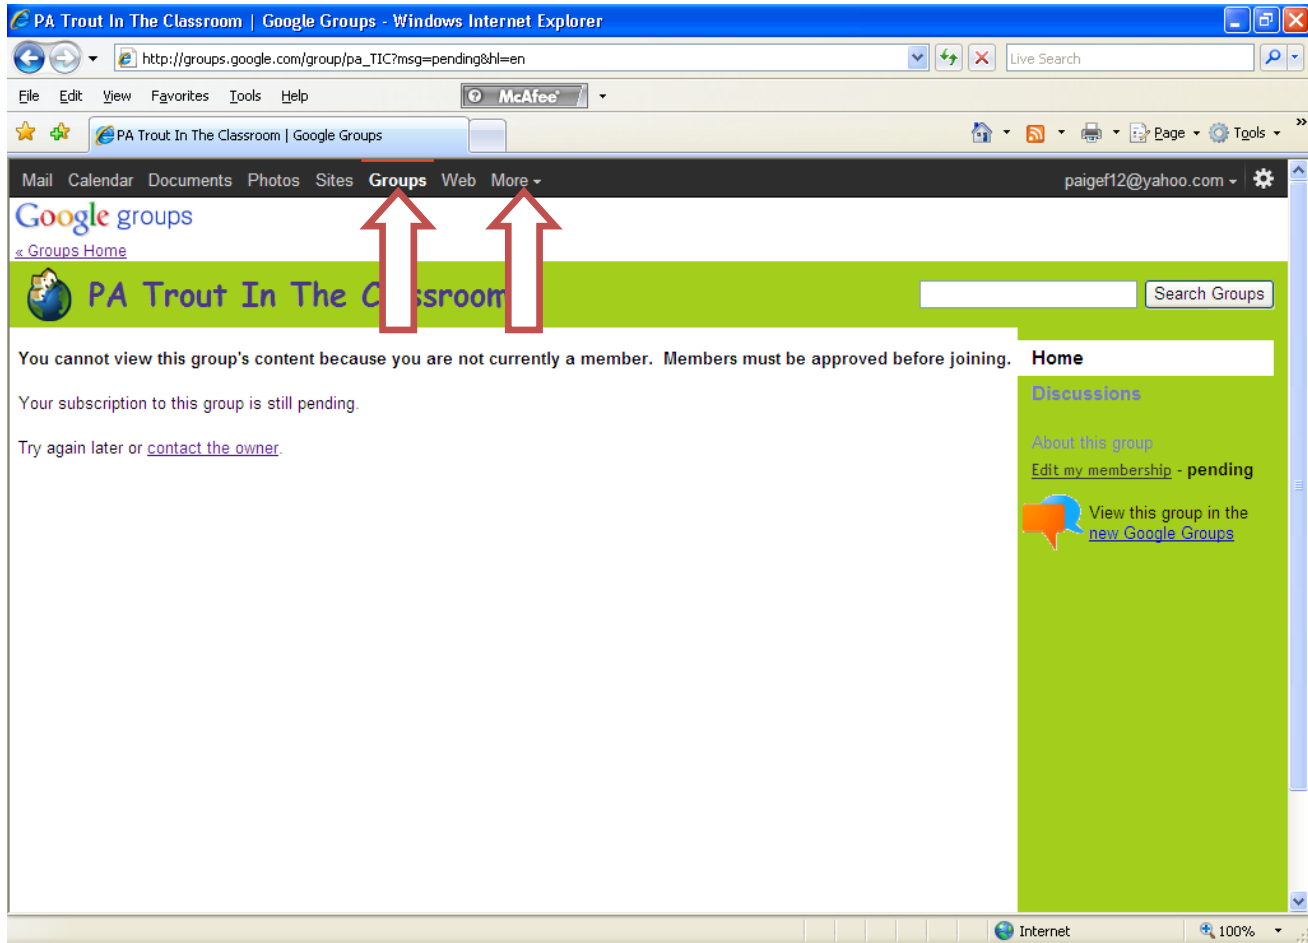 PA Trout In The Classroom | Google Groups - Windows Internet Explorer
http://groups.google.com/group/pa_TIC?msg=pending&hl=en
Live Search
File Edit View Favorites Tools Help
McAfee
PA Trout In The Classroom | Google Groups
Page Tools
Mail Calendar Documents Photos Sites Groups Web More
paigef12@yahoo.com
Google groups
« Groups Home
PA Trout In The
Search Groups
You cannot view this group's content because you are not currently a member. Members must be approved before joining.
Your subscription to this group is still pending.
Try again later or contact the owner.
Home
Discussions
About this group
Edit my membership - pending
View this group in the
new Google Groups
Internet
100%